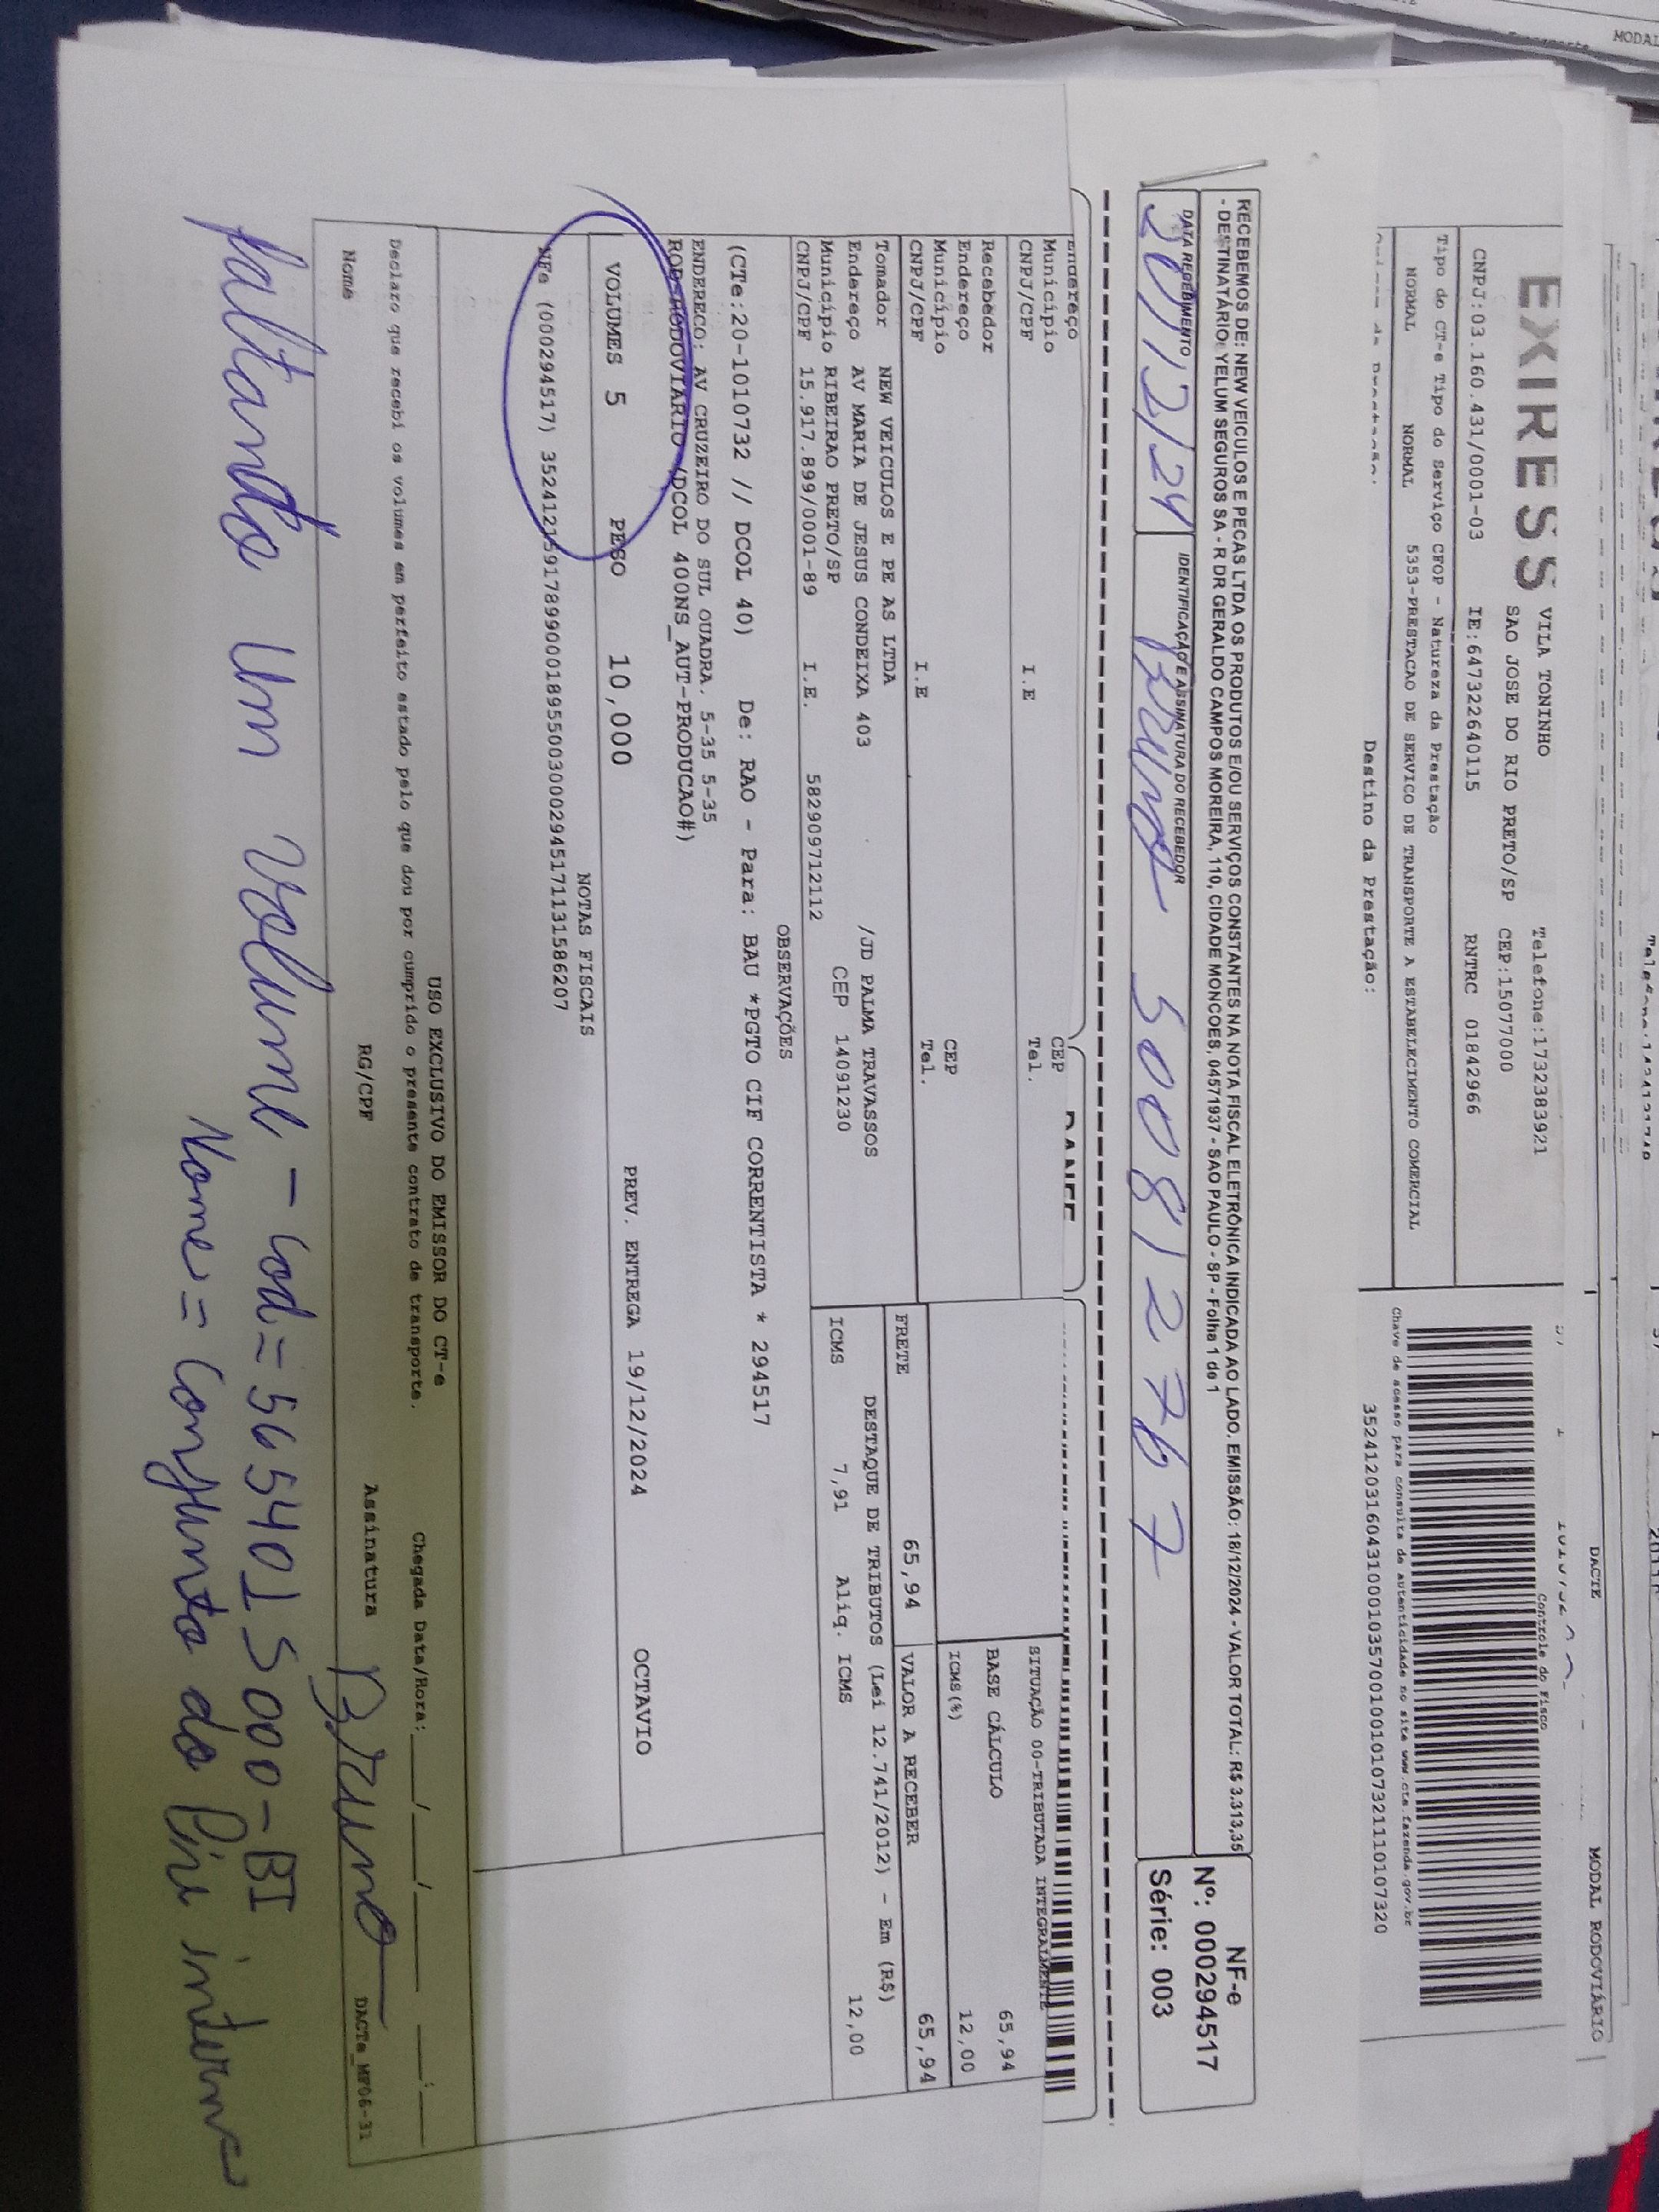 DACTE
MODAL RODOVIÁRIO
EXPRESS
VILA TONINHO
Telefone:1732383921
SAO JOSE DO RIO PRETO/SP CEP:15077000
CNPJ:03.160.431/0001-03 IE:647322640115 RNTRC 01842966
Controle do Fisco
Tipo do CT-e Tipo do Serviço CFOP - Natureza da Prestação
NORMAL NORMAL 5353-PRESTACAO DE SERVICO DE TRANSPORTE A ESTABELECIMENTO COMERCIAL
Chave de acesso para consulta de autenticidade no site www.cte.fazenda.gov.br
Destino da Prestação:
35241203160431000103570010010107321110107320
RECEBEMOS DE: NEW VEICULOS E PECAS LTDA OS PRODUTOS E/OU SERVIÇOS CONSTANTES NA NOTA FISCAL ELETRÔNICA INDICADA AO LADO. EMISSÃO: 18/12/2024 - VALOR TOTAL: R$ 3.313,35
- DESTINATÁRIO: YELUM SEGUROS SA - R DR GERALDO CAMPOS MOREIRA, 110, CIDADE MONCOES, 04571937 - SAO PAULO - SP - Folha 1 de 1
NF-e
Nº: 000294517
Série: 003
DATA RECEBIMENTO
IDENTIFICAÇÃO E ASSINATURA DO RECEBEDOR
20/12/24 Bruno 500812767
Endereço
Município CEP
CNPJ/CPF I.E Tel.
SITUAÇÃO 00-TRIBUTADA INTEGRALMENTE
Recebedor
BASE CÁLCULO 65,94
Endereço
Município CEP
ICMS(%) 12,00
CNPJ/CPF I.E Tel.
FRETE 65,94 VALOR A RECEBER 65,94
Tomador NEW VEICULOS E PE AS LTDA
Endereço AV MARIA DE JESUS CONDEIXA 403 /JD PALMA TRAVASSOS
DESTAQUE DE TRIBUTOS (Lei 12.741/2012) - Em (R$)
Município RIBEIRAO PRETO/SP CEP 14091230
ICMS 7,91 Aliq. ICMS 12,00
CNPJ/CPF 15.917.899/0001-89 I.E. 582909712112
OBSERVAÇÕES
(CTe:20-1010732 // DCOL 40) De: RAO - Para: BAU *PGTO CIF CORRENTISTA * 294517
ENDERECO: AV CRUZEIRO DO SUL QUADRA. 5-35 5-35
ROD-RODOVIARIO/DCOL 400NS_AUT-PRODUCAO#)
VOLUMES 5 PESO 10,000 PREV. ENTREGA 19/12/2024 OCTAVIO
NOTAS FISCAIS
NFe (000294517) 35241215917899000189550030002945171131586207
USO EXCLUSIVO DO EMISSOR DO CT-e
Declaro que recebi os volumes em perfeito estado pelo que dou por cumprido o presente contrato de transporte. Chegada Data/Hora: ___/___/___ ___:___
Nome RG/CPF Assinatura Bruno DACTe_MF06-31
faltando um volume - Cod = 565401S000-BI
Nome = Conjunto do Pis interno